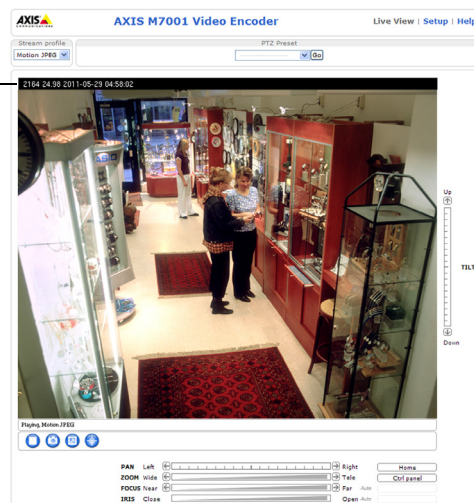 AXIS
COMMUNICATIONS
AXIS M7001 Video Encoder
Live View | Setup | Help
Stream profile
Motion JPEG
PTZ Preset
Go
2164 24.98 2011-05-29 04:58:02
Up
TILT
Down
Playing, Motion JPEG
PAN Left Right Home
ZOOM Wide Tele Ctrl panel
FOCUS Near Far Auto
IRIS Close Open Auto